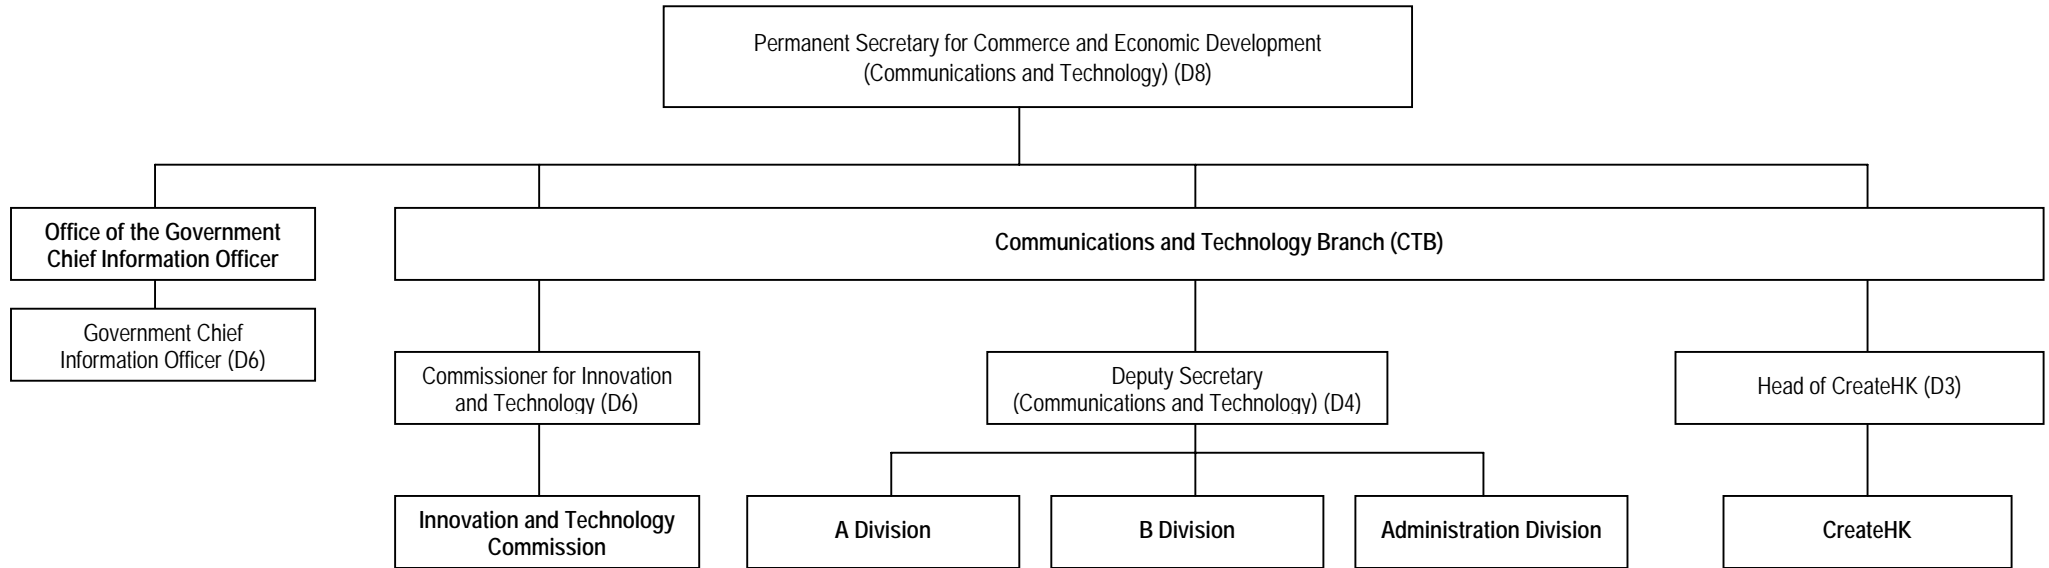 Permanent Secretary for Commerce and Economic Development
(Communications and Technology) (D8)
Office of the Government
Chief Information Officer
Communications and Technology Branch (CTB)
Government Chief
Information Officer (D6)
Commissioner for Innovation
and Technology (D6)
Deputy Secretary
(Communications and Technology) (D4)
Head of CreateHK (D3)
Innovation and Technology
Commission
A Division
B Division
Administration Division
CreateHK